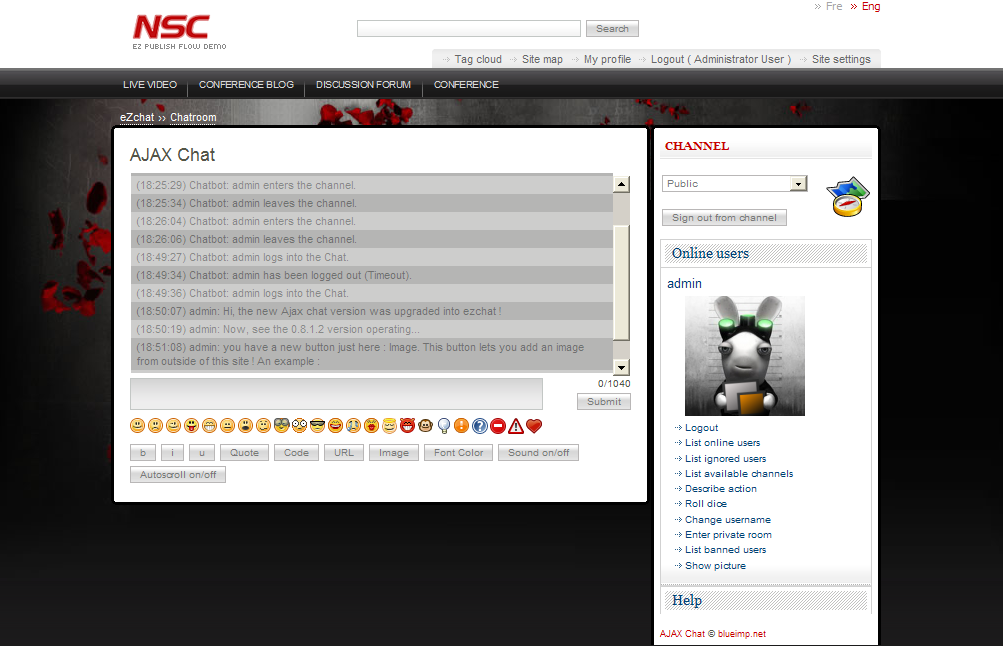 Fre Eng
NSC
EZ PUBLISH FLOW DEMO
Search
Tag cloud Site map My profile Logout ( Administrator User ) Site settings
LIVE VIDEO CONFERENCE BLOG DISCUSSION FORUM CONFERENCE
eZchat ›› Chatroom
AJAX Chat
(18:25:29) Chatbot: admin enters the channel.
(18:25:34) Chatbot: admin leaves the channel.
(18:26:04) Chatbot: admin enters the channel.
(18:26:06) Chatbot: admin leaves the channel.
(18:49:27) Chatbot: admin logs into the Chat.
(18:49:34) Chatbot: admin has been logged out (Timeout).
(18:49:36) Chatbot: admin logs into the Chat.
(18:50:07) admin: Hi, the new Ajax chat version was upgraded into ezchat !
(18:50:19) admin: Now, see the 0.8.1.2 version operating...
(18:51:08) admin: you have a new button just here : Image. This button lets you add an image
from outside of this site ! An example :
0/1040
Submit
b i u Quote Code URL Image Font Color Sound on/off
Autoscroll on/off
CHANNEL
Public
Sign out from channel
Online users
admin
Logout
List online users
List ignored users
List available channels
Describe action
Roll dice
Change username
Enter private room
List banned users
Show picture
Help
AJAX Chat © blueimp.net